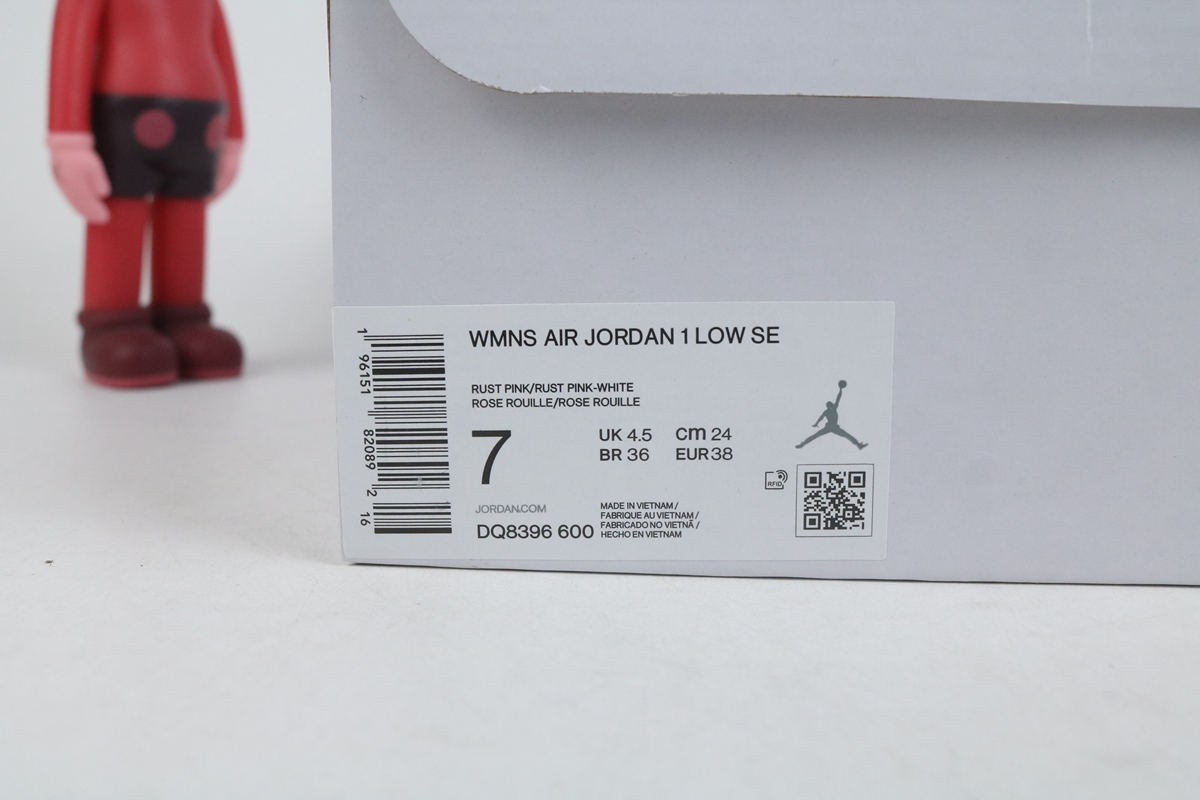 WMNS AIR JORDAN 1 LOW SE
RUST PINK/RUST PINK-WHITE
ROSE ROUILLE/ROSE ROUILLE
7
UK 4.5 cm 24
BR 36 EUR 38
RFID
JORDAN.COM
DQ8396 600
MADE IN VIETNAM /
FABRIQUE AU VIETNAM /
FABRICADO NO VIETNÃ /
HECHO EN VIETNAM
1 96151 82089 2 16